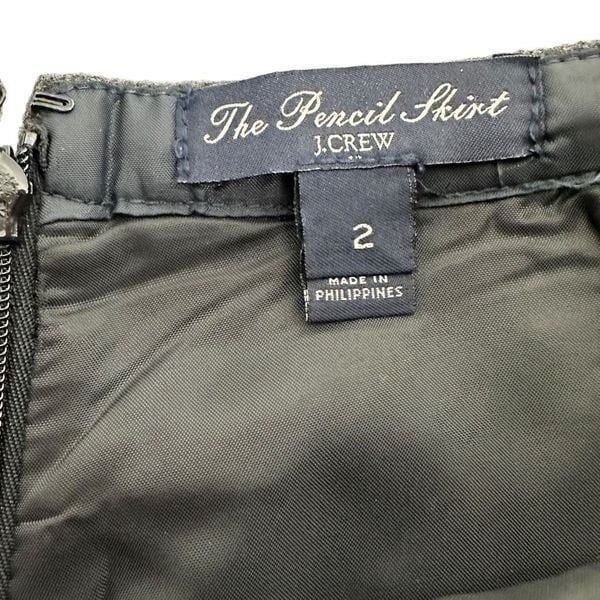 The Pencil Skirt
J.CREW
2
MADE IN
PHILIPPINES